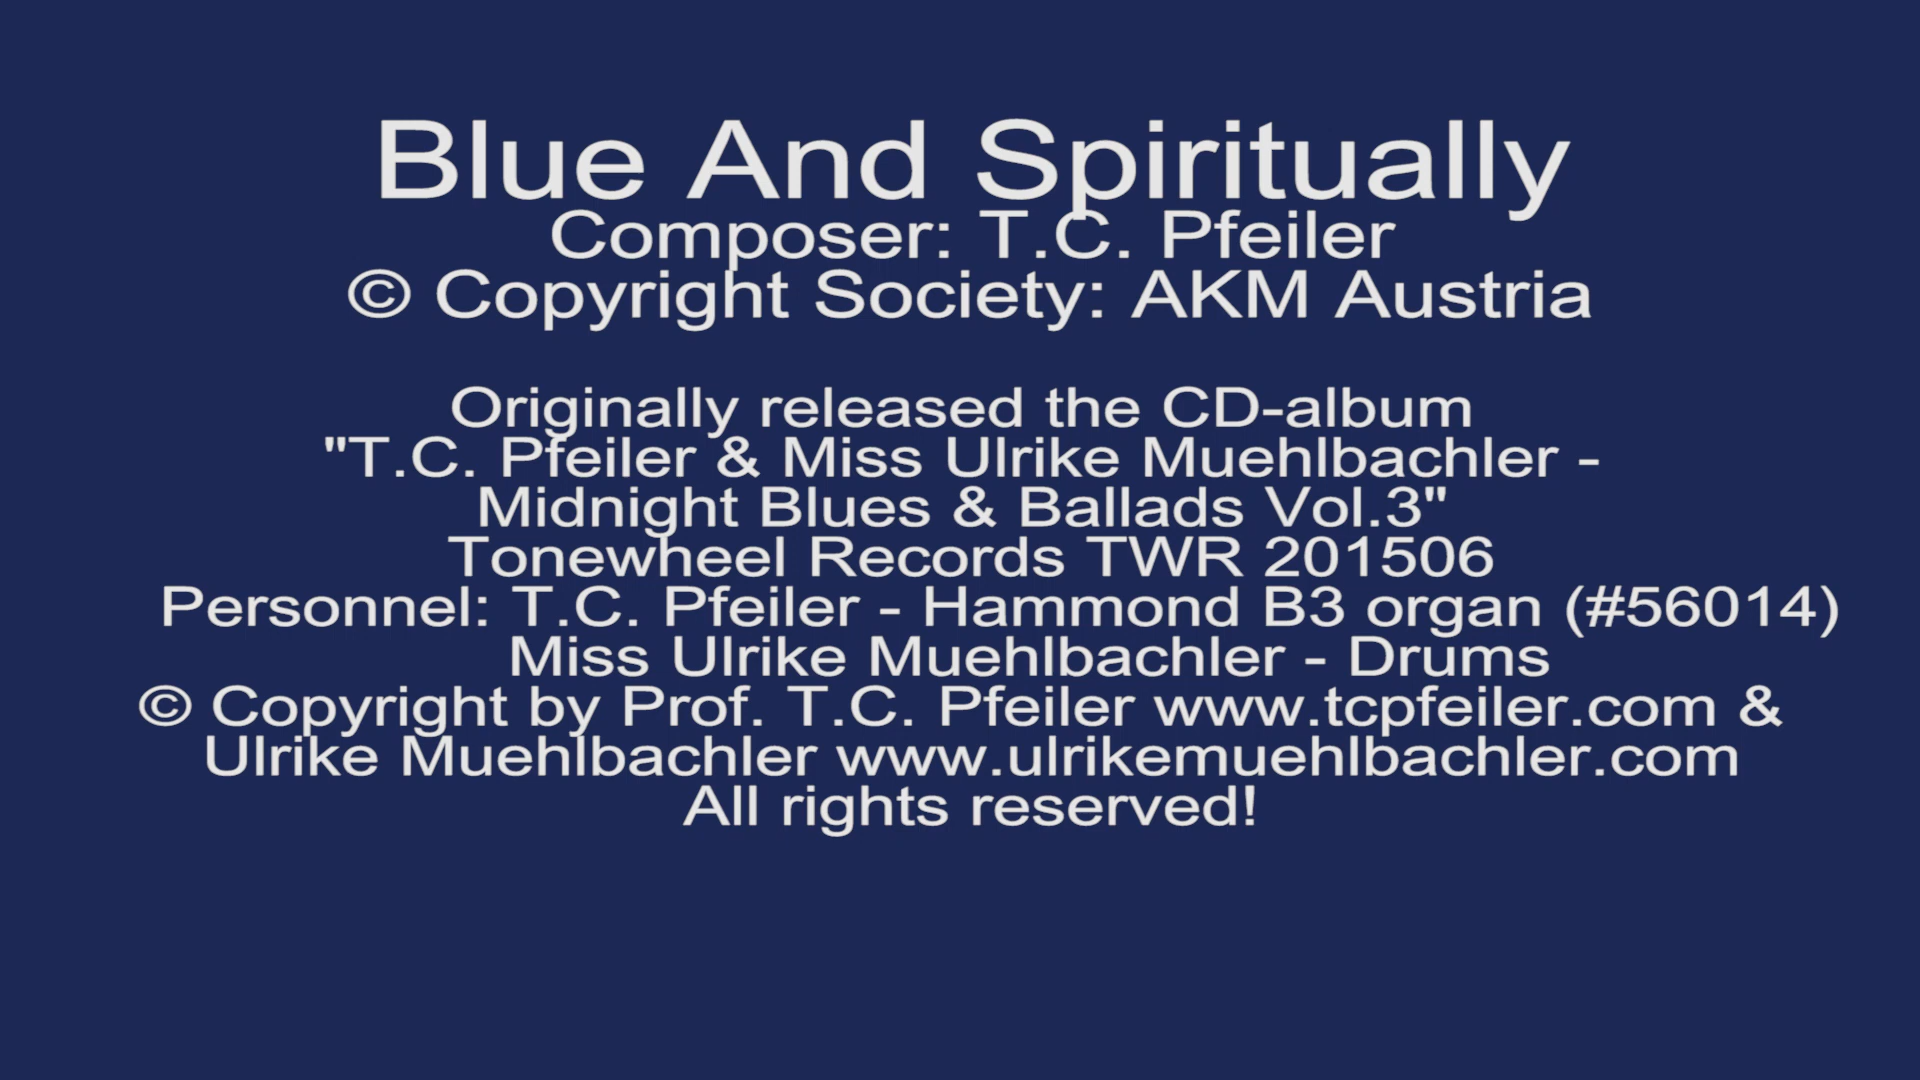 Blue And Spiritually
Composer: T.C. Pfeiler
© Copyright Society: AKM Austria
Originally released the CD-album
"T.C. Pfeiler & Miss Ulrike Muehlbachler -
Midnight Blues & Ballads Vol.3"
Tonewheel Records TWR 201506
Personnel: T.C. Pfeiler - Hammond B3 organ (#56014)
Miss Ulrike Muehlbachler - Drums
© Copyright by Prof. T.C. Pfeiler www.tcpfeiler.com &
Ulrike Muehlbachler www.ulrikemuehlbachler.com
All rights reserved!